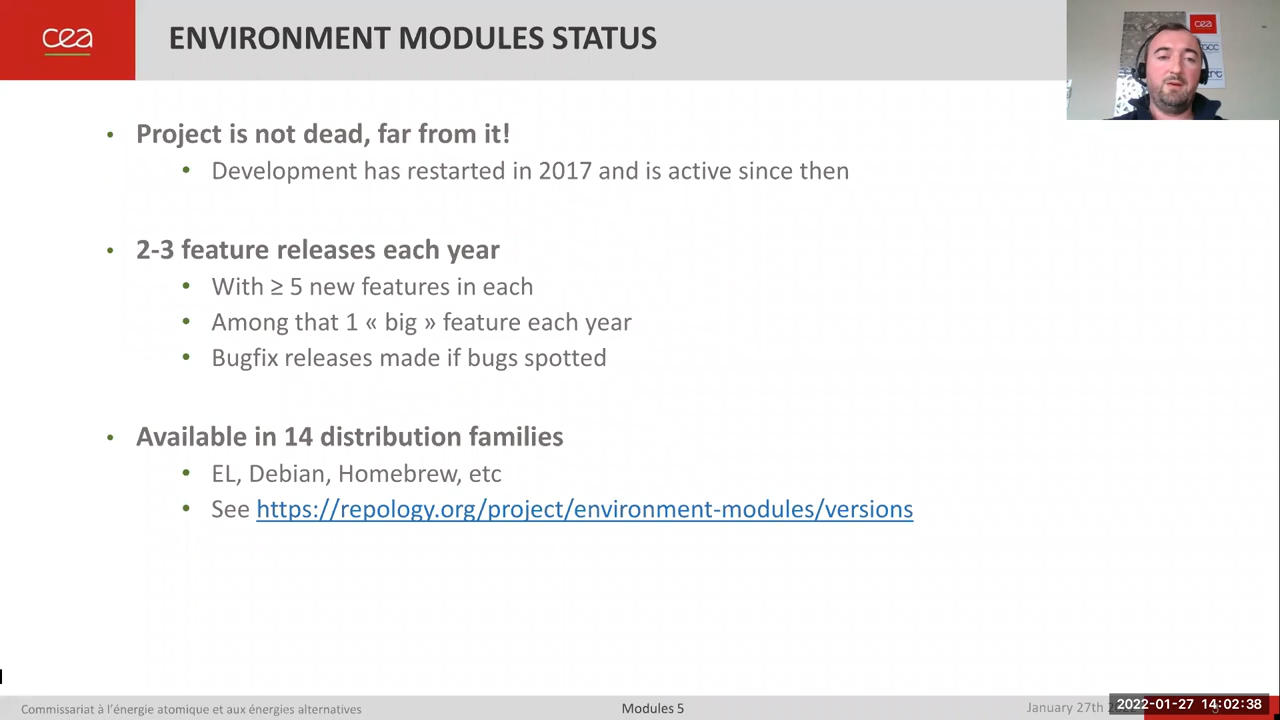 cea
ENVIRONMENT MODULES STATUS
cea
• Project is not dead, far from it!
• Development has restarted in 2017 and is active since then
• 2-3 feature releases each year
• With ≥ 5 new features in each
• Among that 1 « big » feature each year
• Bugfix releases made if bugs spotted
• Available in 14 distribution families
• EL, Debian, Homebrew, etc
• See https://repology.org/project/environment-modules/versions
Commissariat à l'énergie atomique et aux énergies alternatives
Modules 5
January 27th
2022-01-27 14:02:38